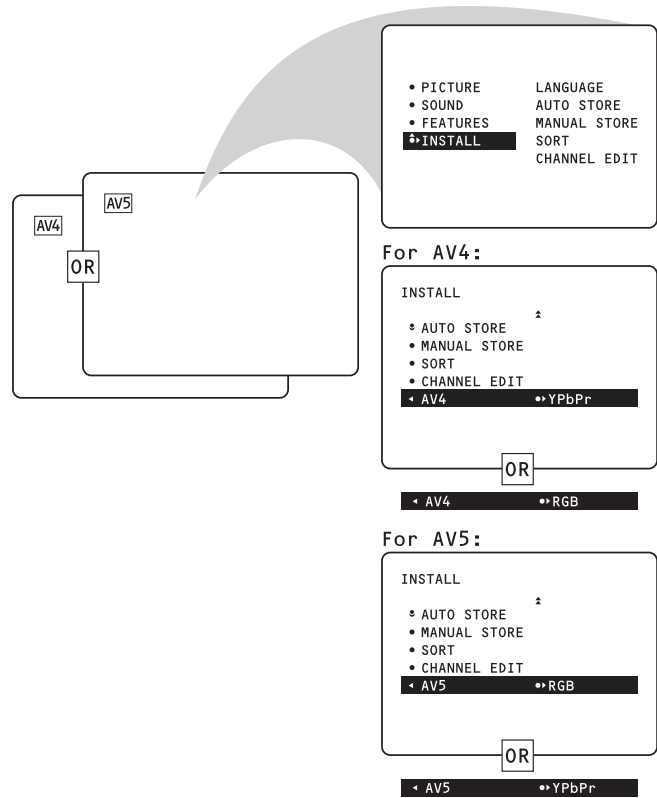 • PICTURE LANGUAGE
• SOUND AUTO STORE
• FEATURES MANUAL STORE
INSTALL SORT
CHANNEL EDIT
AV5
AV4
OR
For AV4:
INSTALL
• AUTO STORE
• MANUAL STORE
• SORT
• CHANNEL EDIT
AV4 YPbPr
OR
AV4 RGB
For AV5:
INSTALL
• AUTO STORE
• MANUAL STORE
• SORT
• CHANNEL EDIT
AV5 RGB
OR
AV5 YPbPr